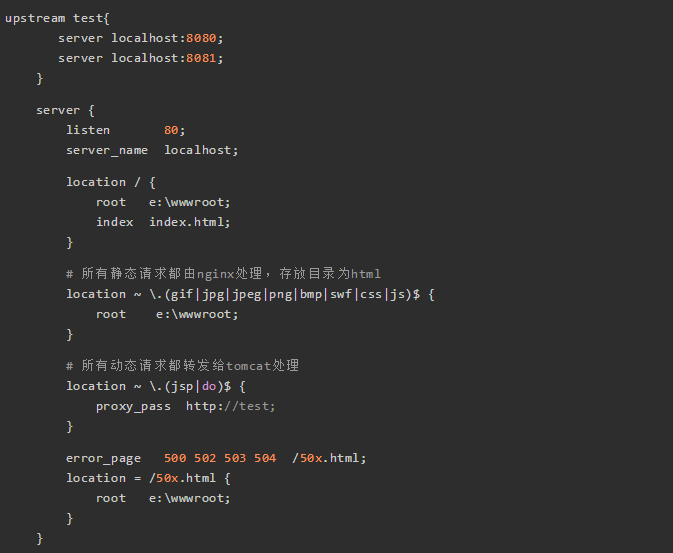 upstream test{
server localhost:8080;
server localhost:8081;
}
server {
listen 80;
server_name localhost;
location / {
root e:\wwwroot;
index index.html;
}
# 所有静态请求都由nginx处理，存放目录为html
location ~ \.(gif|jpg|jpeg|png|bmp|swf|css|js)$ {
root e:\wwwroot;
}
# 所有动态请求都转发给tomcat处理
location ~ \.(jsp|do)$ {
proxy_pass http://test;
}
error_page 500 502 503 504 /50x.html;
location = /50x.html {
root e:\wwwroot;
}
}